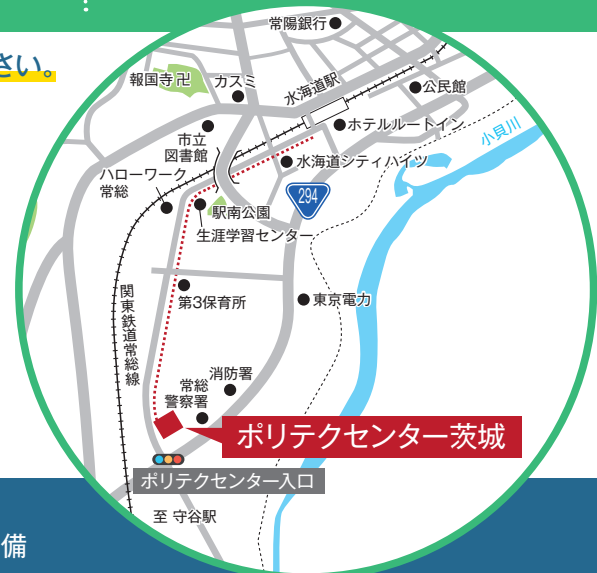 さい。
常陽銀行
報国寺卍
カスミ
水海道駅
公民館
ホテルルートイン
小見川
市立
図書館
水海道シティハイツ
ハローワーク
常総
294
駅南公園
生涯学習センター
関東鉄道常総線
第3保育所
東京電力
消防署
常総
警察署
ポリテクセンター茨城
ポリテクセンター入口
至 守谷駅
備